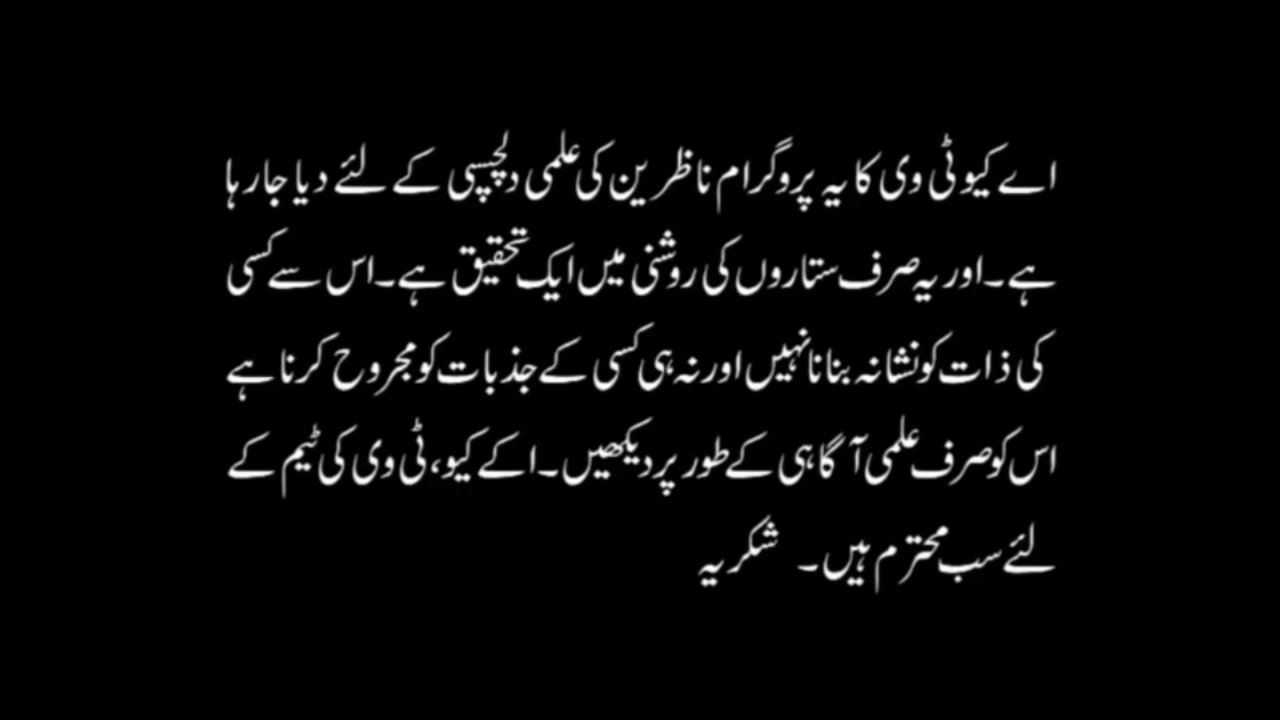 اے کیو ٹی وی کا یہ پروگرام ناظرین کی علمی دلچسپی کے لئے دیا جارہا
ہے۔ اور یہ صرف ستاروں کی روشنی میں ایک تحقیق ہے۔ اس سے کسی
کی ذات کو نشانہ بنانا نہیں اور نہ ہی کسی کے جذبات کو مجروح کرنا ہے
اس کو صرف علمی آگاہی کے طور پر دیکھیں۔ اکے کیو، ٹی وی کی ٹیم کے
لئے سب محترم ہیں۔ شکریہ